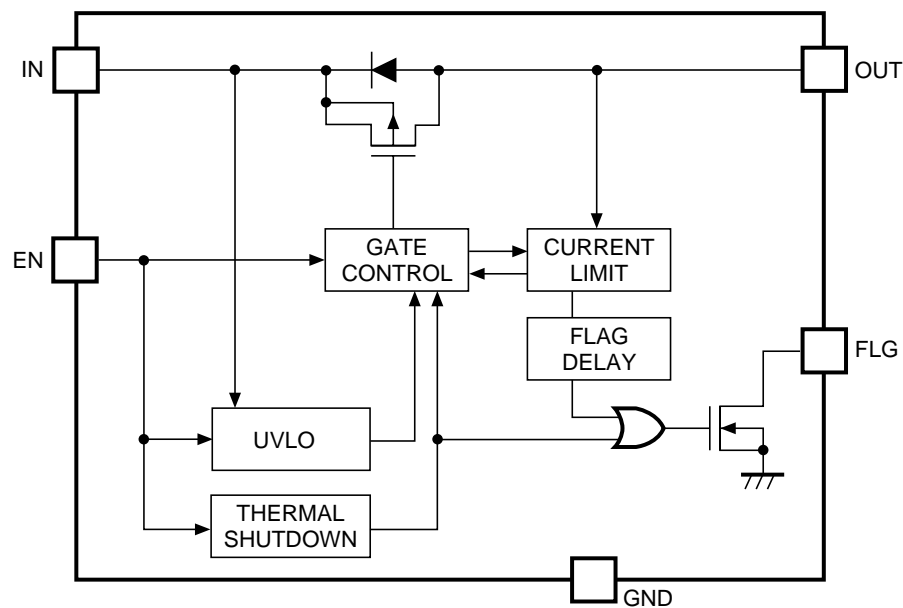 IN
OUT
EN
GATE
CONTROL
CURRENT
LIMIT
FLAG
DELAY
FLG
UVLO
THERMAL
SHUTDOWN
GND